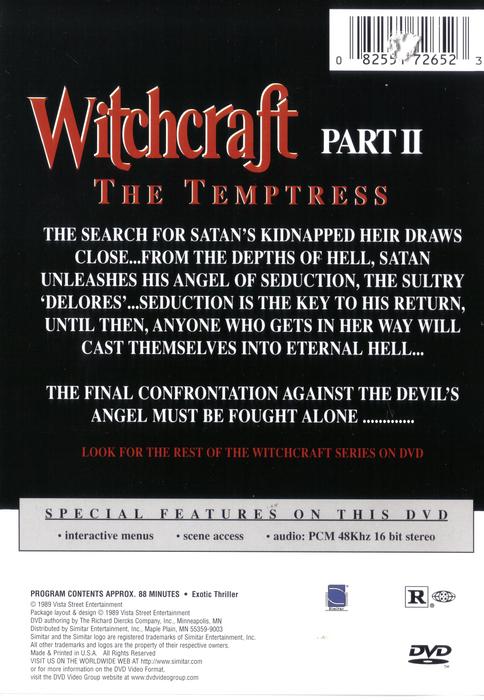 0 825 72652 3
Witchcraft PART II
THE TEMPTRESS
THE SEARCH FOR SATAN'S KIDNAPPED HEIR DRAWS
CLOSE...FROM THE DEPTHS OF HELL, SATAN
UNLEASHES HIS ANGEL OF SEDUCTION, THE SULTRY
‘DELORES’...SEDUCTION IS THE KEY TO HIS RETURN,
UNTIL THEN, ANYONE WHO GETS IN HER WAY WILL
CAST THEMSELVES INTO ETERNAL HELL...
THE FINAL CONFRONTATION AGAINST THE DEVIL'S
ANGEL MUST BE FOUGHT ALONE .............
LOOK FOR THE REST OF THE WITCHCRAFT SERIES ON DVD
SPECIAL FEATURES ON THIS DVD
• interactive menus • scene access • audio: PCM 48Khz 16 bit stereo
PROGRAM CONTENTS APPROX. 88 MINUTES • Exotic Thriller
© 1989 Vista Street Entertainment
Package layout & design © 1989 Vista Street Entertainment
DVD authoring by The Richard Diercks Company, Inc., Minneapolis, MN
Distributed by Simitar Entertainment, Inc., Maple Plain, MN 55359-9003
Simitar and the Simitar logo are registered trademarks of Simitar Entertainment, Inc.
All other trademarks and logos are the property of their respective owners.
Made & Printed in U.S.A. All Rights Reserved
VISIT US ON THE WORLDWIDE WEB AT http://www.simitar.com
or for more information on the DVD Video Format,
visit the DVD Video Group website at www.dvdvideogroup.com
Simitar
R ®
DVD ™